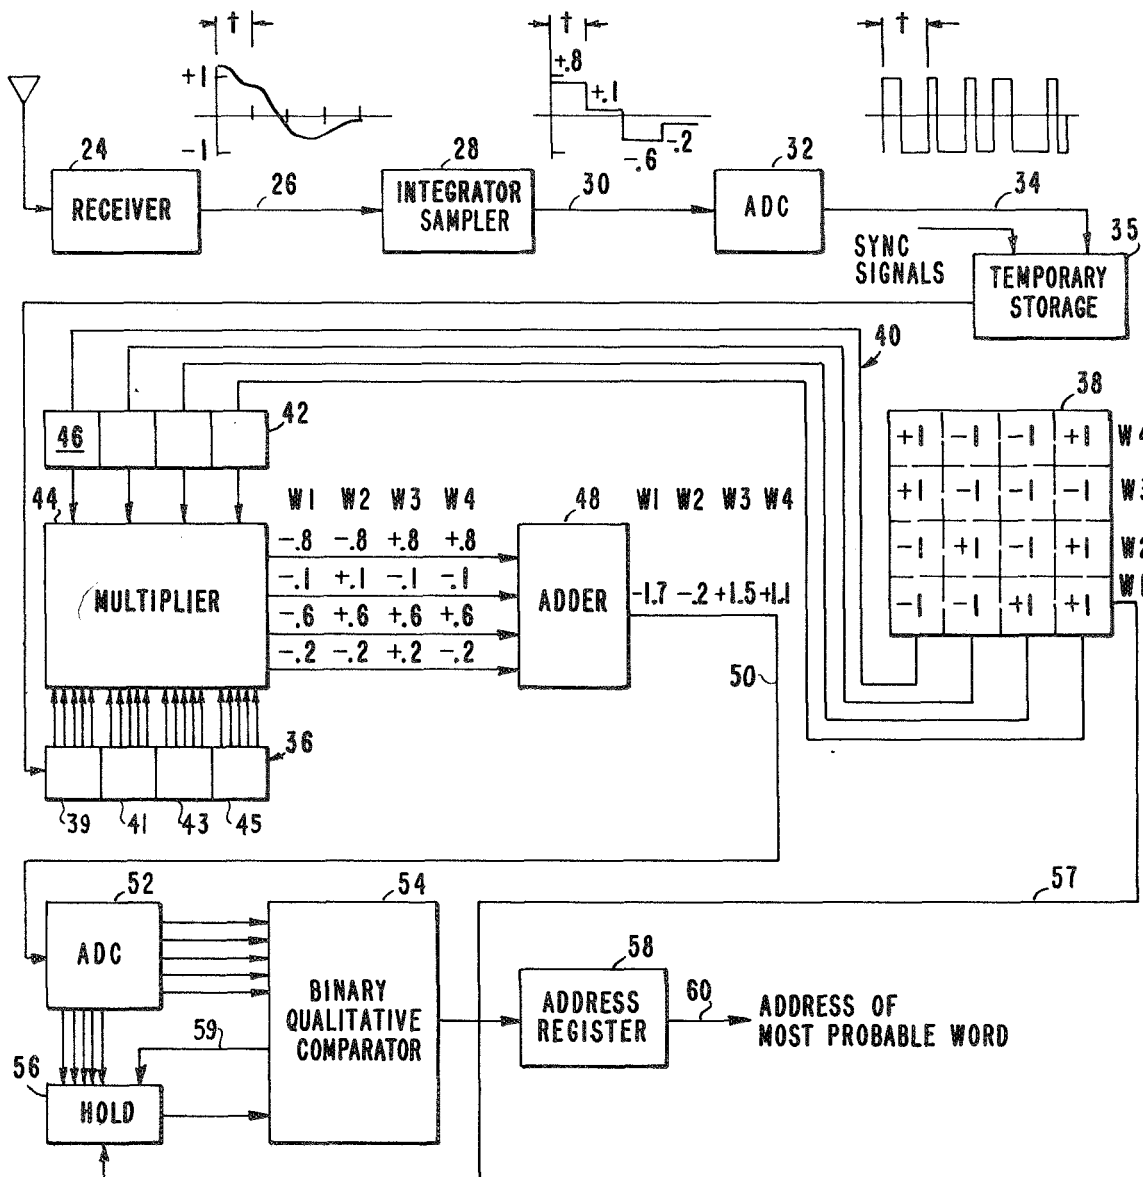 t t t
+1
-1
+.8
+.1
-.6
-.2
24
RECEIVER
26
28
INTEGRATOR
SAMPLER
30
32
ADC
34
SYNC
SIGNALS
35
TEMPORARY
STORAGE
40
42
46
38
+1 -1 -1 +1 W4
+1 -1 -1 -1 W3
-1 +1 -1 +1 W2
-1 -1 +1 +1 W1
44
MULTIPLIER
W1 W2 W3 W4
-.8 -.8 +.8 +.8
-.1 +.1 -.1 -.1
-.6 +.6 +.6 +.6
-.2 -.2 +.2 -.2
48
ADDER
W1 W2 W3 W4
-1.7 -.2 +1.5 +1.1
50
36
39 41 43 45
52
ADC
54
BINARY
QUALITATIVE
COMPARATOR
56
HOLD
59
57
58
ADDRESS
REGISTER
60
ADDRESS OF
MOST PROBABLE WORD